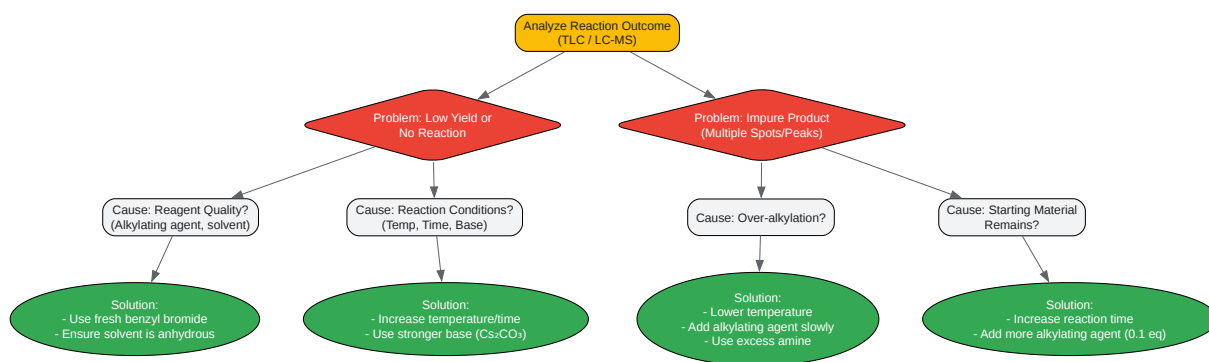 Analyze Reaction Outcome
(TLC / LC-MS)
Problem: Low Yield or
No Reaction
Problem: Impure Product
(Multiple Spots/Peaks)
Cause: Reagent Quality?
(Alkylating agent, solvent)
Cause: Reaction Conditions?
(Temp, Time, Base)
Cause: Over-alkylation?
Cause: Starting Material
Remains?
Solution:
- Use fresh benzyl bromide
- Ensure solvent is anhydrous
Solution:
- Increase temperature/time
- Use stronger base (Cs₂CO₃)
Solution:
- Lower temperature
- Add alkylating agent slowly
- Use excess amine
Solution:
- Increase reaction time
- Add more alkylating agent (0.1 eq)